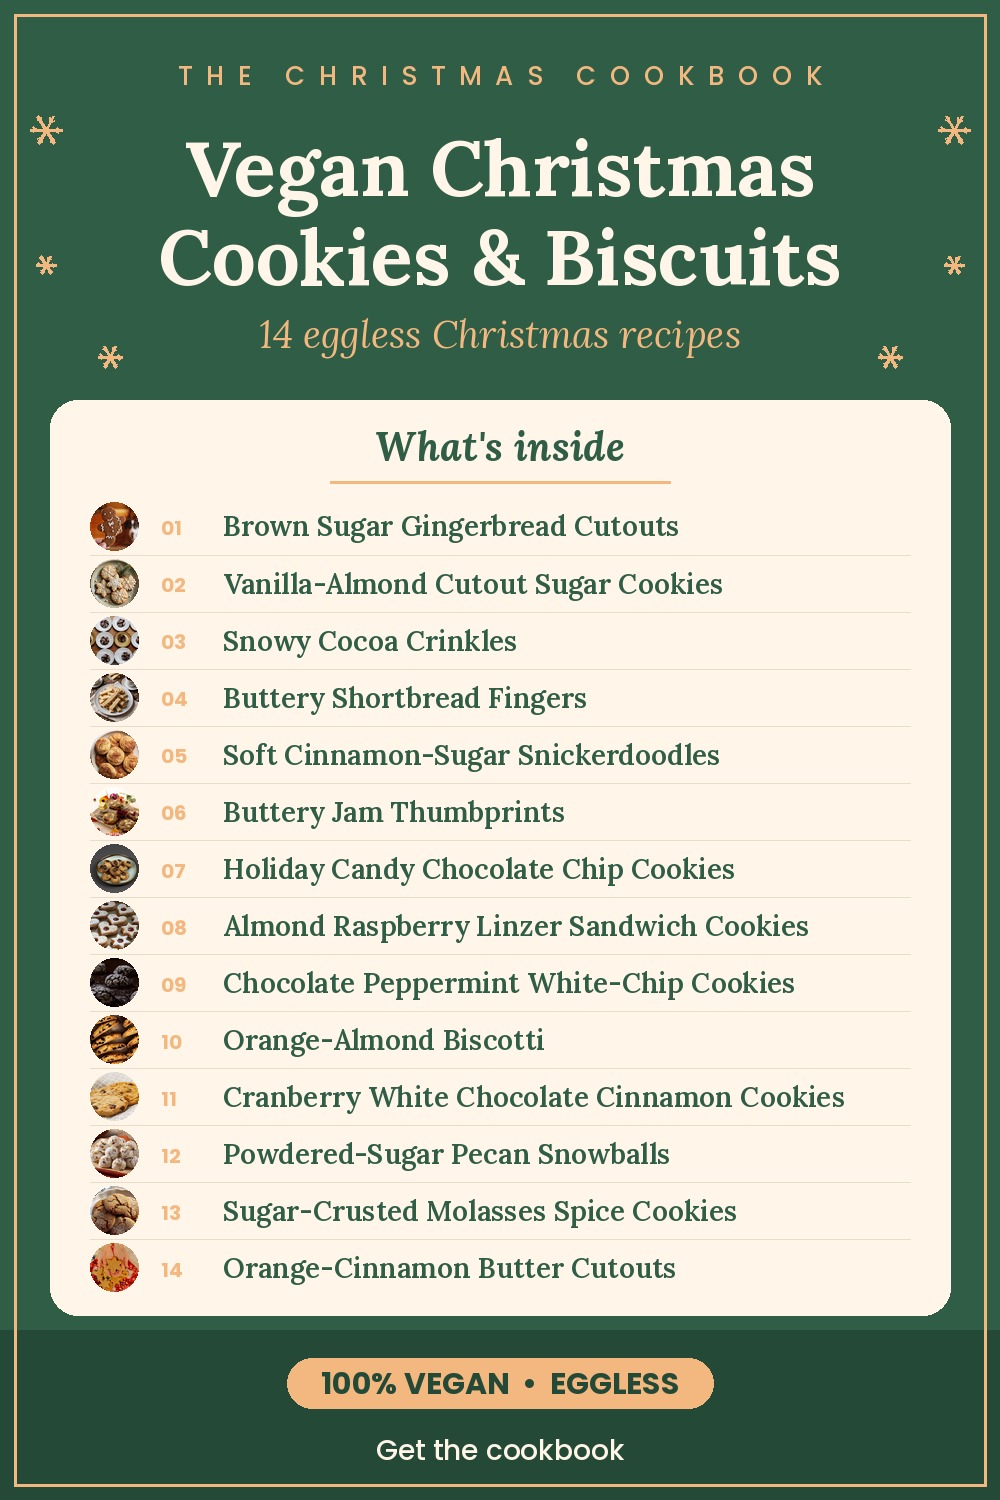 THE CHRISTMAS COOKBOOK
Vegan Christmas
Cookies & Biscuits
14 eggless Christmas recipes
What's inside
01 Brown Sugar Gingerbread Cutouts
02 Vanilla-Almond Cutout Sugar Cookies
03 Snowy Cocoa Crinkles
04 Buttery Shortbread Fingers
05 Soft Cinnamon-Sugar Snickerdoodles
06 Buttery Jam Thumbprints
07 Holiday Candy Chocolate Chip Cookies
08 Almond Raspberry Linzer Sandwich Cookies
09 Chocolate Peppermint White-Chip Cookies
10 Orange-Almond Biscotti
11 Cranberry White Chocolate Cinnamon Cookies
12 Powdered-Sugar Pecan Snowballs
13 Sugar-Crusted Molasses Spice Cookies
14 Orange-Cinnamon Butter Cutouts
100% VEGAN • EGGLESS
Get the cookbook